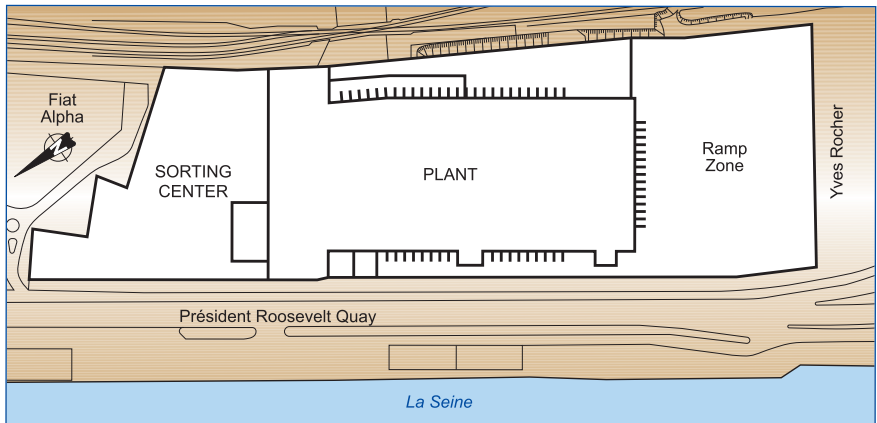 Fiat
Alpha
N
SORTING
CENTER
PLANT
Ramp
Zone
Yves Rocher
Président Roosevelt Quay
La Seine